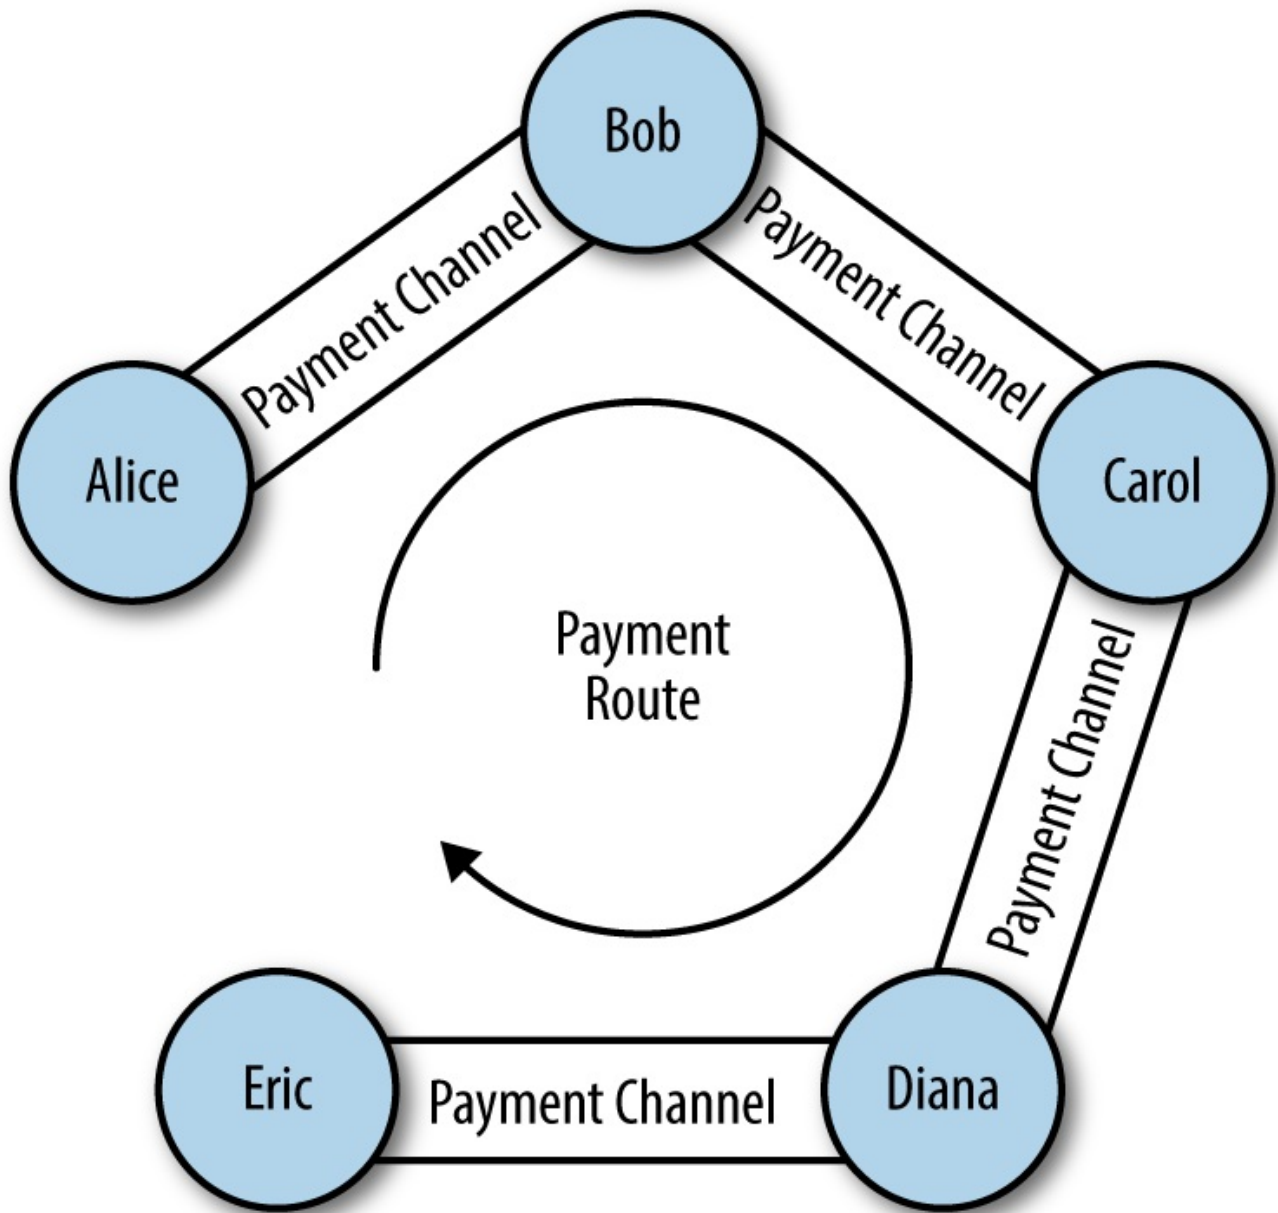 Bob
Payment Channel
Payment Channel
Alice
Carol
Payment
Route
Payment Channel
Eric
Payment Channel
Diana